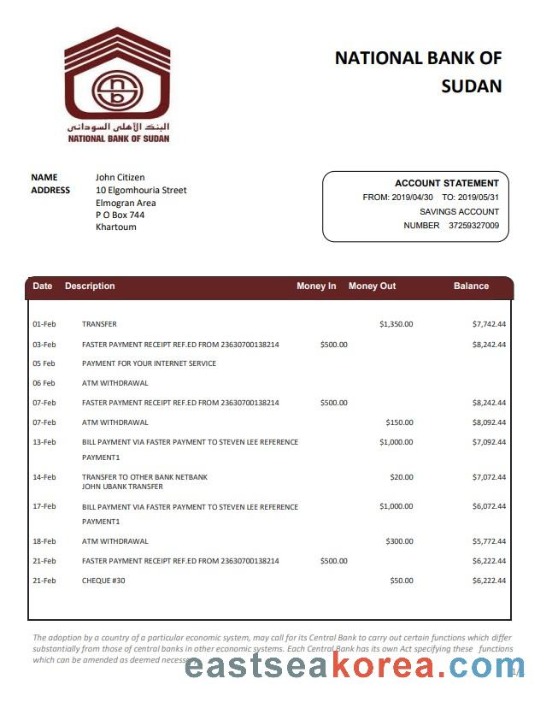 NATIONAL BANK OF
SUDAN
البنك الأهلي السوداني
NATIONAL BANK OF SUDAN
NAME John Citizen
ADDRESS 10 Elgomhouria Street
Elmogran Area
P O Box 744
Khartoum
ACCOUNT STATEMENT
FROM: 2019/04/30 TO: 2019/05/31
SAVINGS ACCOUNT
NUMBER 37259327009
Date Description Money In Money Out Balance
01-Feb TRANSFER $1,350.00 $7,742.44
03-Feb FASTER PAYMENT RECEIPT REF.ED FROM 23630700138214 $500.00 $8,242.44
05 Feb PAYMENT FOR YOUR INTERNET SERVICE
06 Feb ATM WITHDRAWAL
07-Feb FASTER PAYMENT RECEIPT REF.ED FROM 23630700138214 $500.00 $8,242.44
07-Feb ATM WITHDRAWAL $150.00 $8,092.44
13-Feb BILL PAYMENT VIA FASTER PAYMENT TO STEVEN LEE REFERENCE $1,000.00 $7,092.44
PAYMENT1
14-Feb TRANSFER TO OTHER BANK NETBANK $20.00 $7,072.44
JOHN UBANK TRANSFER
17-Feb BILL PAYMENT VIA FASTER PAYMENT TO STEVEN LEE REFERENCE $1,000.00 $6,072.44
PAYMENT1
18-Feb ATM WITHDRAWAL $300.00 $5,772.44
21-Feb FASTER PAYMENT RECEIPT REF.ED FROM 23630700138214 $500.00 $6,222.44
21-Feb CHEQUE #30 $50.00 $6,222.44
The adoption by a country of a particular economic system, may call for its Central Bank to carry out certain functions which differ
substantially from those of central banks in other economic systems. Each Central Bank has its own Act specifying these functions
which can be amended as deemed
eastseakorea.com